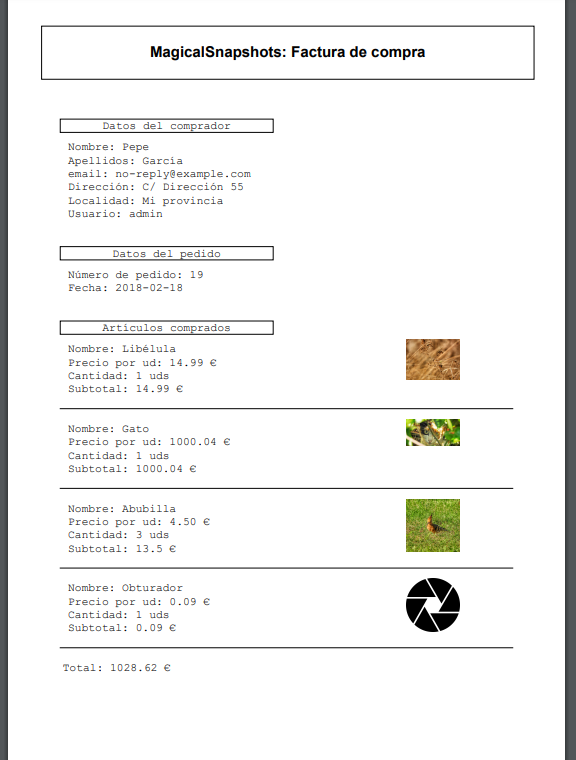 MagicalSnapshots: Factura de compra
Datos del comprador
Nombre: Pepe
Apellidos: García
email: no-reply@example.com
Dirección: C/ Dirección 55
Localidad: Mi provincia
Usuario: admin
Datos del pedido
Número de pedido: 19
Fecha: 2018-02-18
Artículos comprados
Nombre: Libélula
Precio por ud: 14.99 €
Cantidad: 1 uds
Subtotal: 14.99 €
Nombre: Gato
Precio por ud: 1000.04 €
Cantidad: 1 uds
Subtotal: 1000.04 €
Nombre: Abubilla
Precio por ud: 4.50 €
Cantidad: 3 uds
Subtotal: 13.5 €
Nombre: Obturador
Precio por ud: 0.09 €
Cantidad: 1 uds
Subtotal: 0.09 €
Total: 1028.62 €